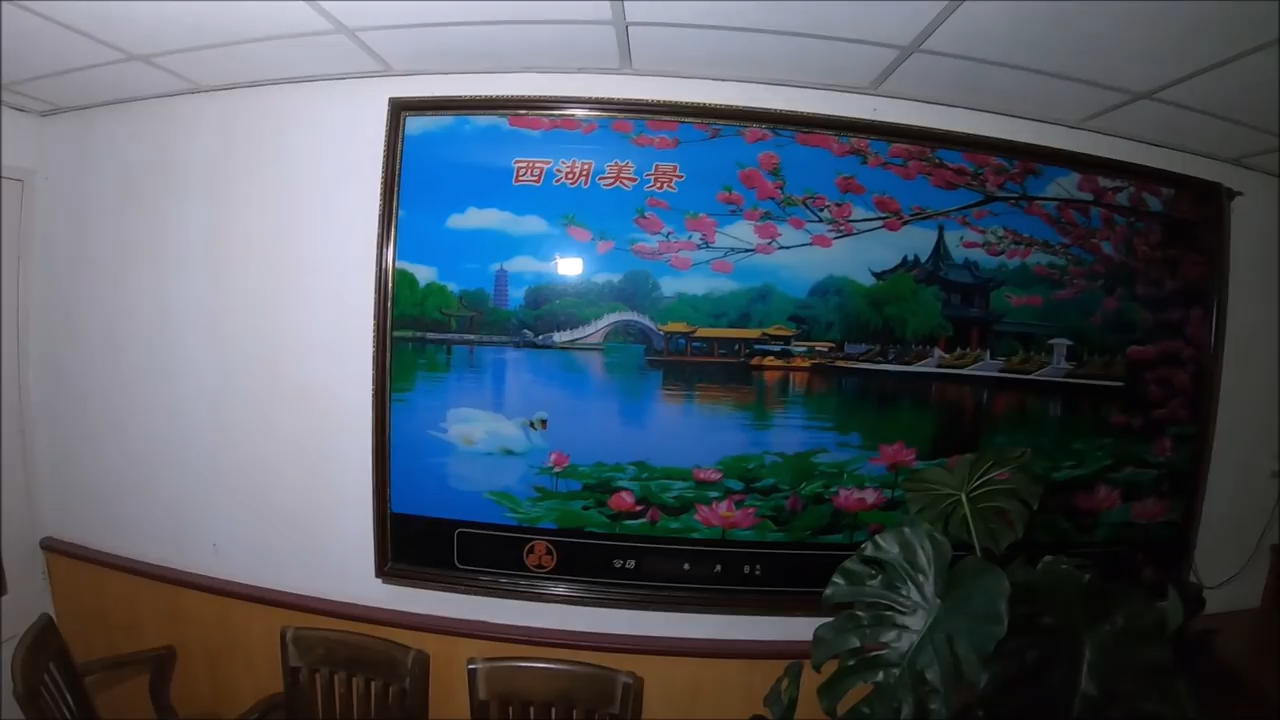 西湖美景
公历 年 月 日